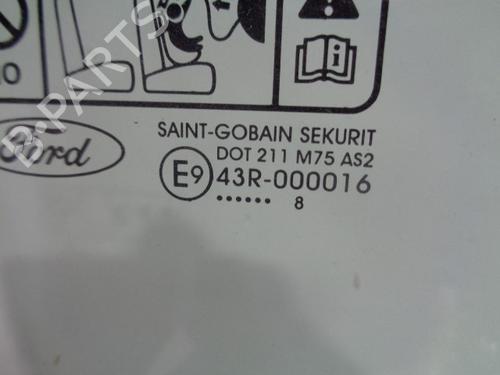 B-PARTS
Ford
SAINT-GOBAIN SEKURIT
DOT 211 M75 AS2
E9 43R-000016
...... 8